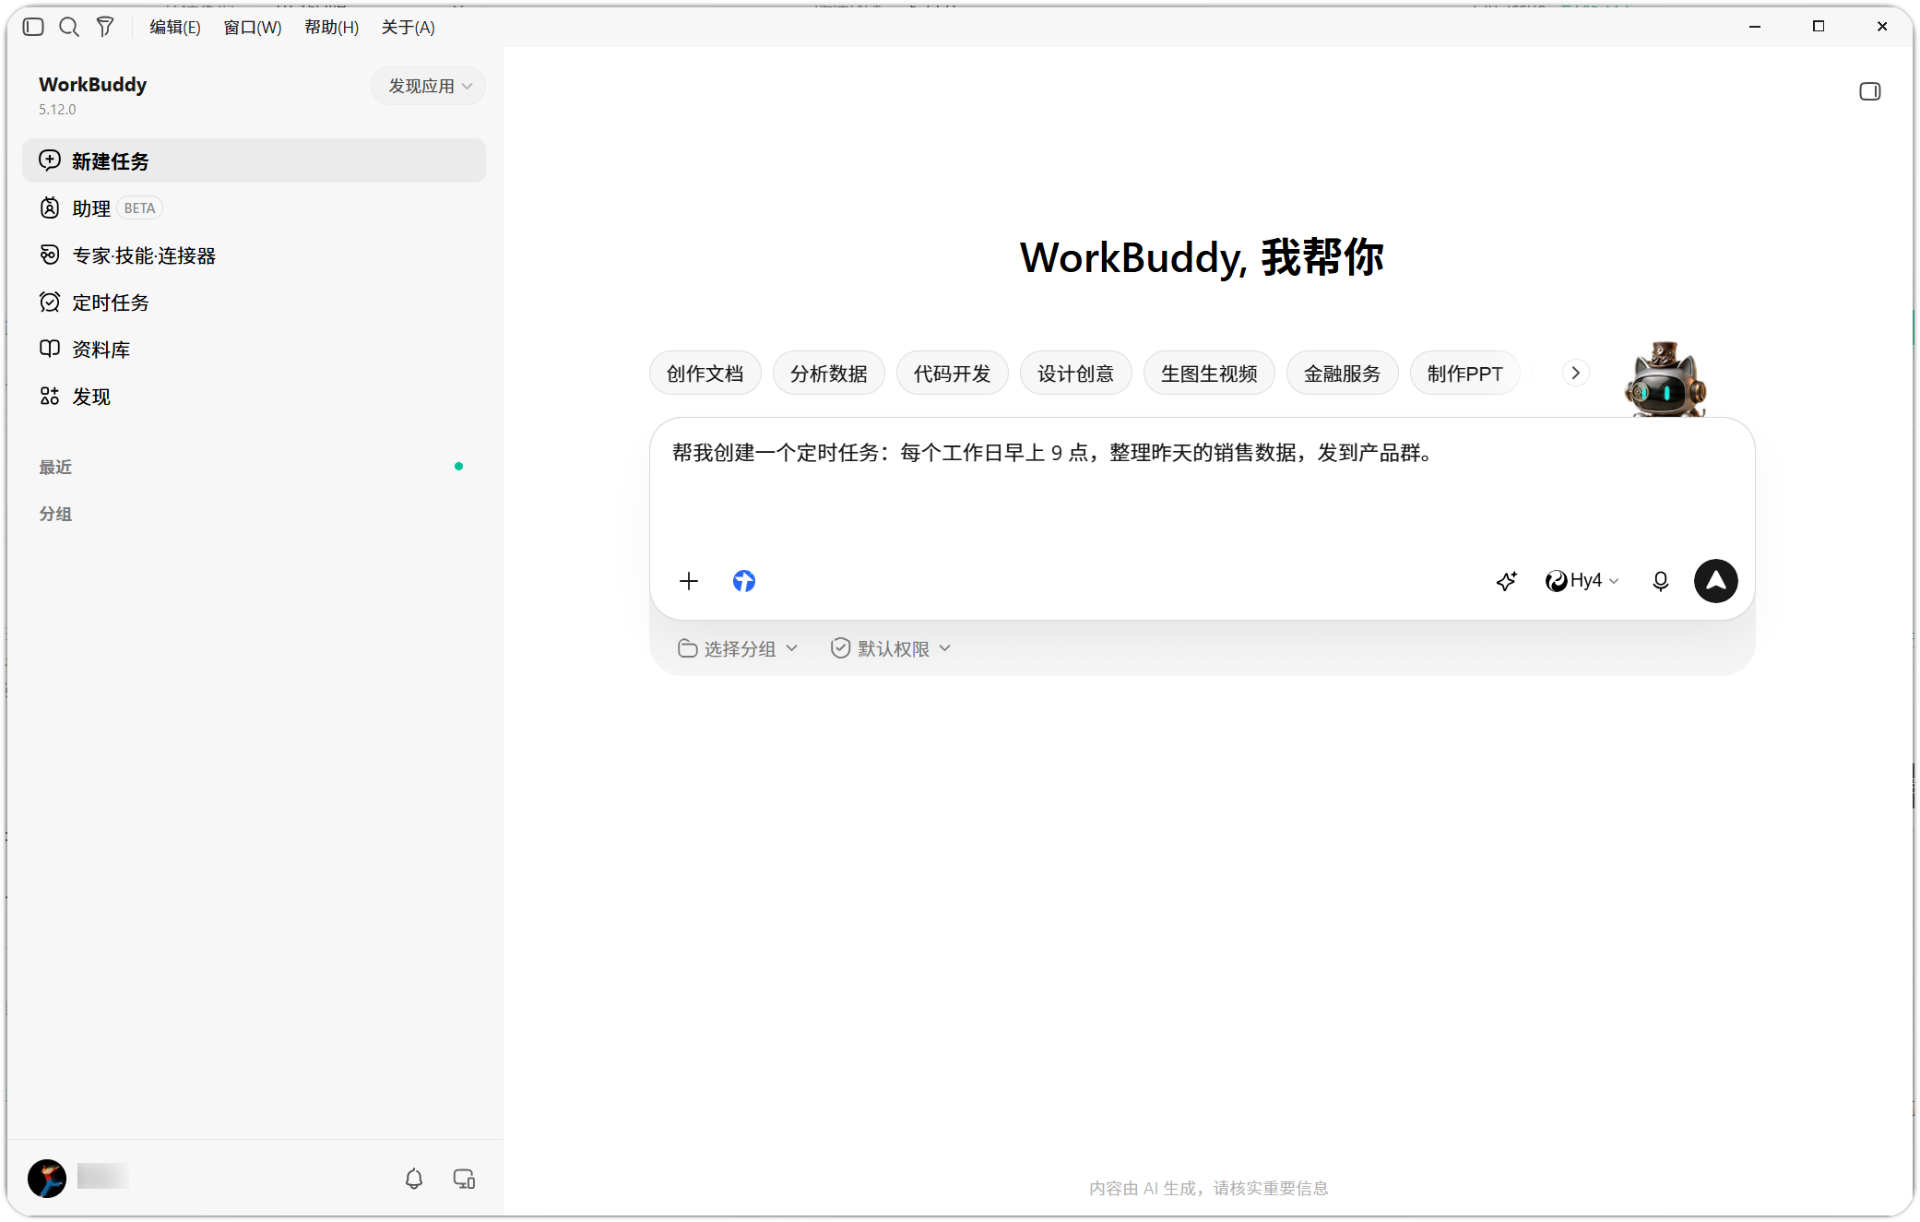 编辑(E) 窗口(W) 帮助(H) 关于(A)
WorkBuddy
5.12.0
发现应用
新建任务
助理 BETA
专家·技能·连接器
定时任务
资料库
发现
最近
分组
WorkBuddy, 我帮你
创作文档 分析数据 代码开发 设计创意 生图生视频 金融服务 制作PPT
帮我创建一个定时任务：每个工作日早上 9 点，整理昨天的销售数据，发到产品群。
Hy4
选择分组 默认权限
内容由 AI 生成，请核实重要信息